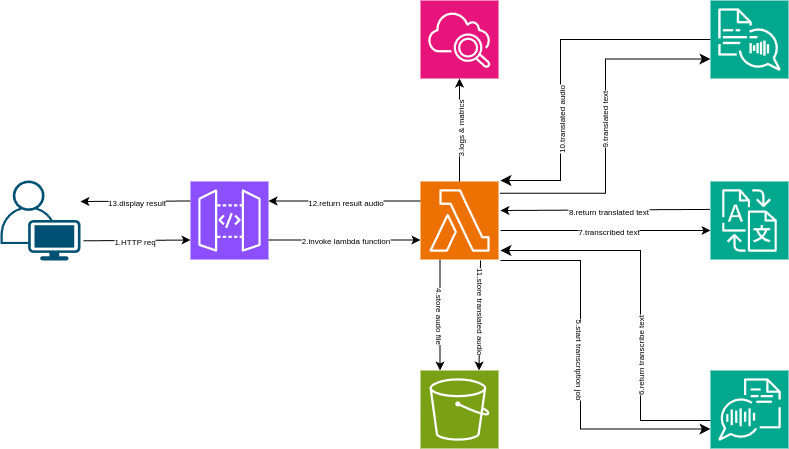 3.logs & metrics
10.translated audio
9.translated text
13.display result
12.return result audio
8.return translated text
7.transcribed text
1.HTTP req
2.invoke lambda function
4.store audio file
11.store translated audio
5.start transcription job
6.return transcribe text
A
文